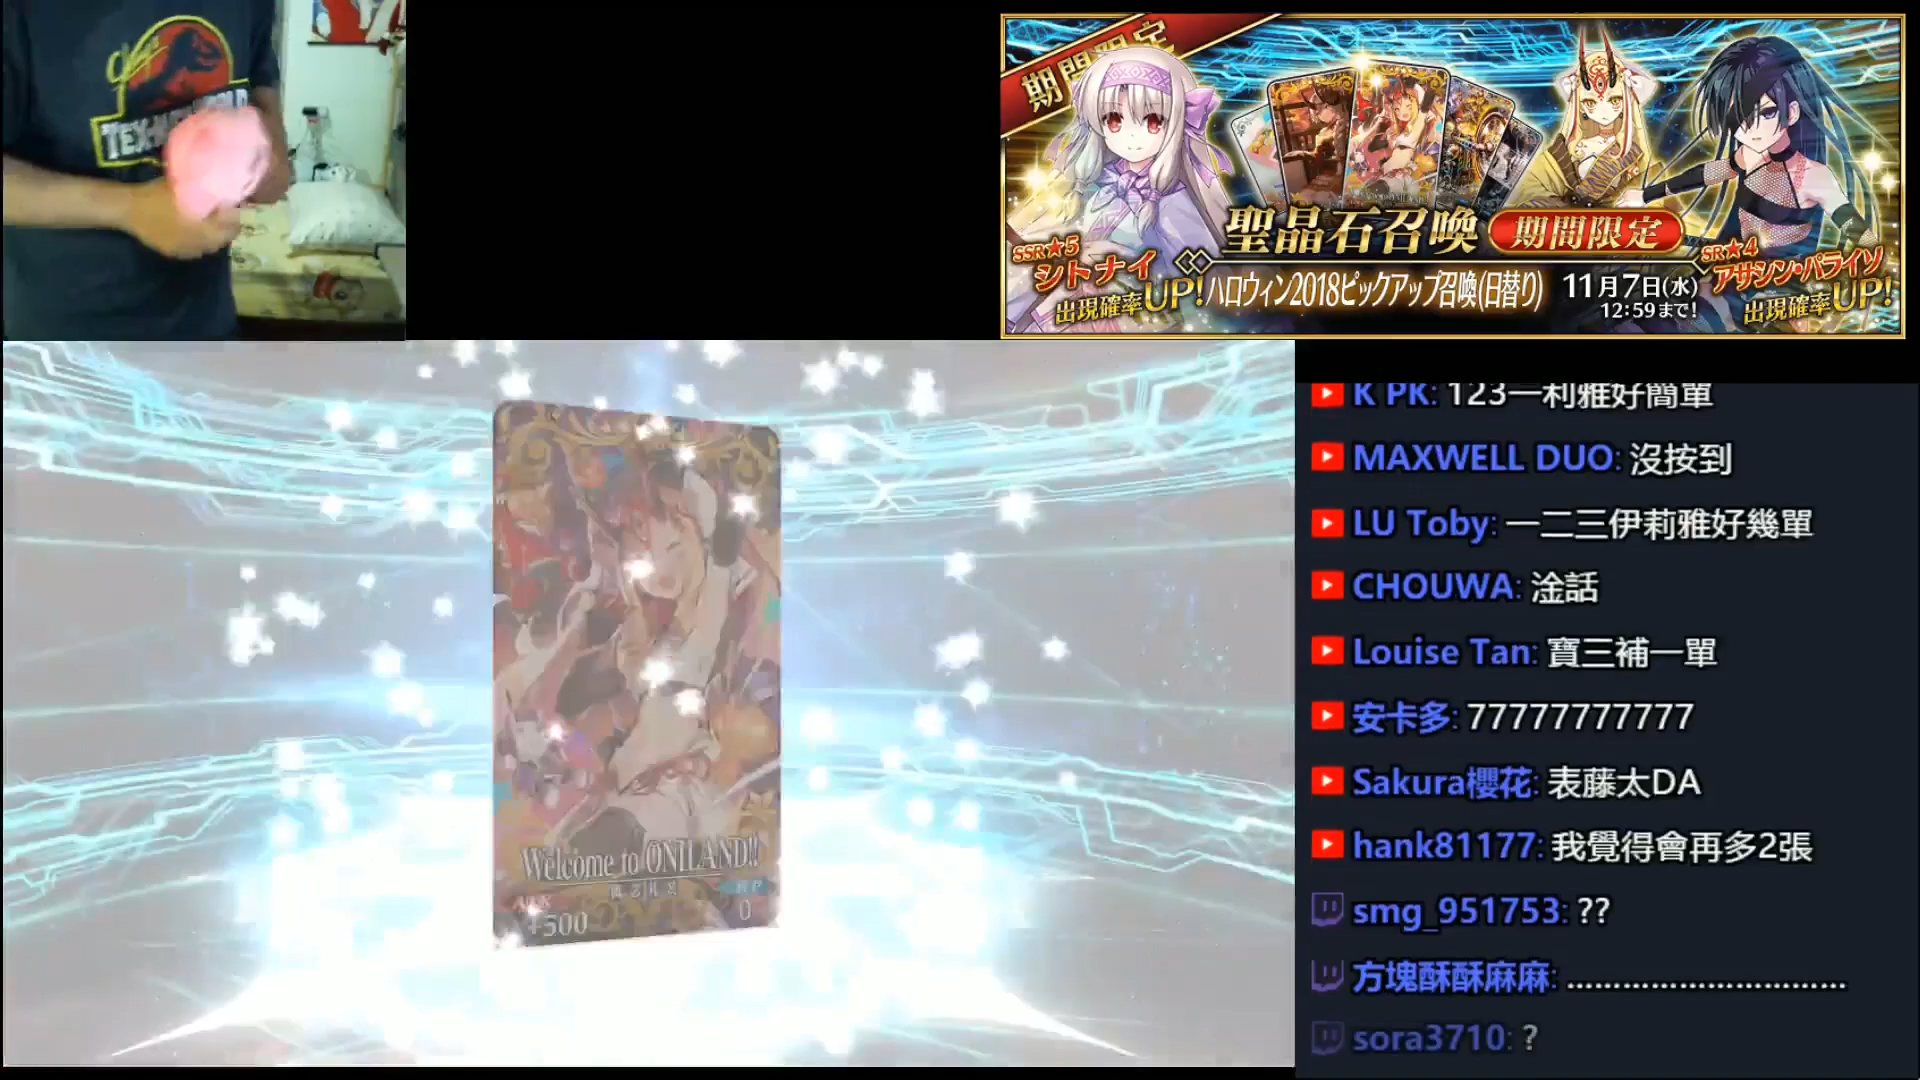 期間限定
SSR★5
シトナイ
出現確率UP!
聖晶石召喚
期間限定
ハロウィン2018ピックアップ召喚(日替り)
11月7日(水)
12:59まで!
SR★4
アサシン・パライソ
出現確率UP!
Welcome to ONILAND!!
ATK
+500
0
K PK: 123一利雅好簡單
MAXWELL DUO: 沒按到
LU Toby: 一二三伊莉雅好幾單
CHOUWA: 淦話
Louise Tan: 寶三補一單
安卡多: 77777777777
Sakura櫻花: 表藤太DA
hank81177: 我覺得會再多2張
smg_951753: ??
方塊酥酥麻麻: ..............................
sora3710: ?